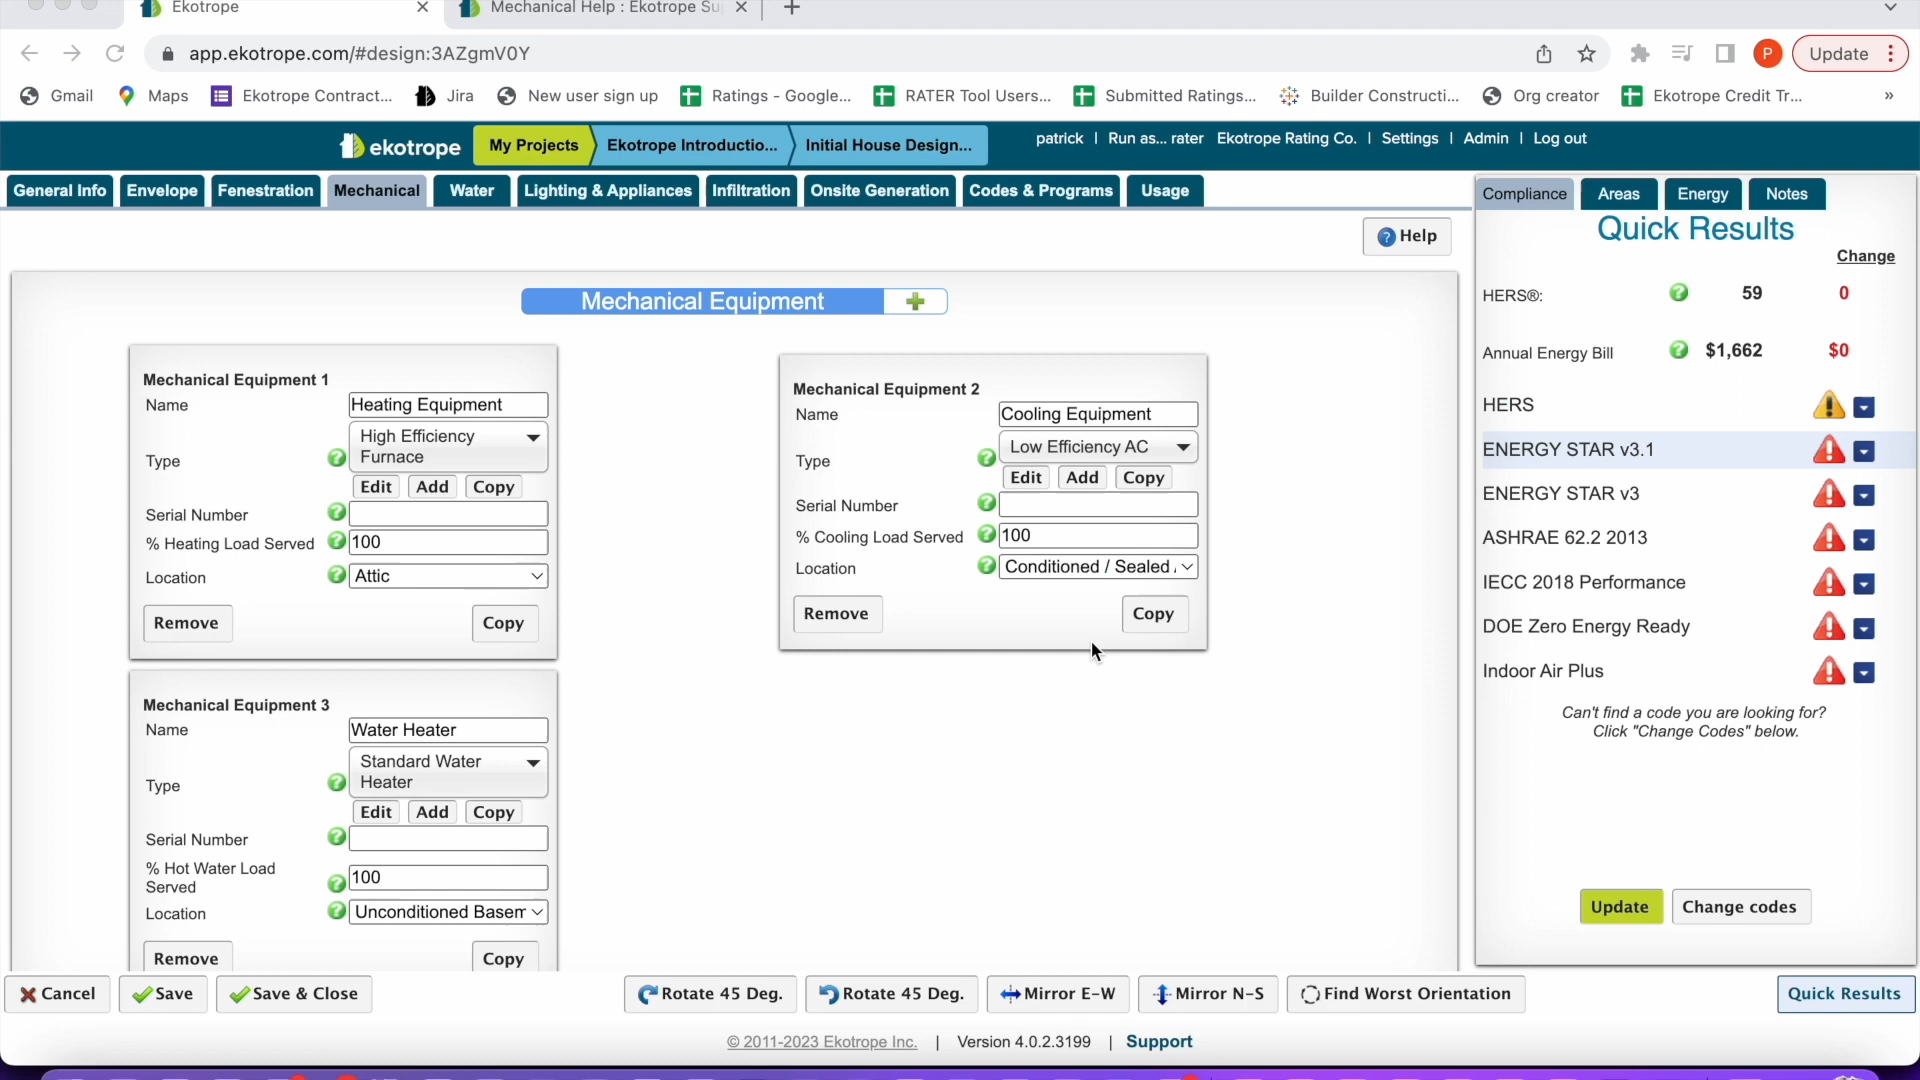 Ekotrope
Mechanical Help : Ekotrope Su
app.ekotrope.com/#design:3AZgmV0Y
P
Update
Gmail
Maps
Ekotrope Contract...
Jira
New user sign up
Ratings - Google...
RATER Tool Users...
Submitted Ratings...
Builder Constructi...
Org creator
Ekotrope Credit Tr...
»
ekotrope
My Projects
Ekotrope Introductio...
Initial House Design...
patrick | Run as... rater Ekotrope Rating Co. | Settings | Admin | Log out
General Info
Envelope
Fenestration
Mechanical
Water
Lighting & Appliances
Infiltration
Onsite Generation
Codes & Programs
Usage
? Help
Mechanical Equipment
Mechanical Equipment 1
Name
Heating Equipment
Type
?
High Efficiency
Furnace
Edit
Add
Copy
Serial Number
?
% Heating Load Served
?
100
Location
?
Attic
Remove
Copy
Mechanical Equipment 2
Name
Cooling Equipment
Type
?
Low Efficiency AC
Edit
Add
Copy
Serial Number
?
% Cooling Load Served
?
100
Location
?
Conditioned / Sealed
Remove
Copy
Mechanical Equipment 3
Name
Water Heater
Type
?
Standard Water
Heater
Edit
Add
Copy
Serial Number
?
% Hot Water Load
Served
?
100
Location
?
Unconditioned Basem
Remove
Copy
Compliance
Areas
Energy
Notes
Quick Results
Change
HERS®:
?
59
0
Annual Energy Bill
?
$1,662
$0
HERS
ENERGY STAR v3.1
ENERGY STAR v3
ASHRAE 62.2 2013
IECC 2018 Performance
DOE Zero Energy Ready
Indoor Air Plus
Can't find a code you are looking for?
Click "Change Codes" below.
Update
Change codes
Cancel
Save
Save & Close
Rotate 45 Deg.
Rotate 45 Deg.
Mirror E-W
Mirror N-S
Find Worst Orientation
Quick Results
© 2011-2023 Ekotrope Inc. | Version 4.0.2.3199 | Support